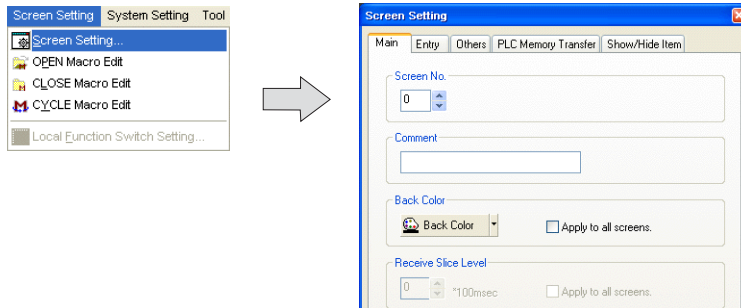 Screen Setting System Setting Tool
Screen Setting...
OPEN Macro Edit
CLOSE Macro Edit
CYCLE Macro Edit
Local Function Switch Setting...
Screen Setting
Main Entry Others PLC Memory Transfer Show/Hide Item
Screen No.
0
Comment
Back Color
Back Color Apply to all screens.
Receive Slice Level
0 *100msec Apply to all screens.